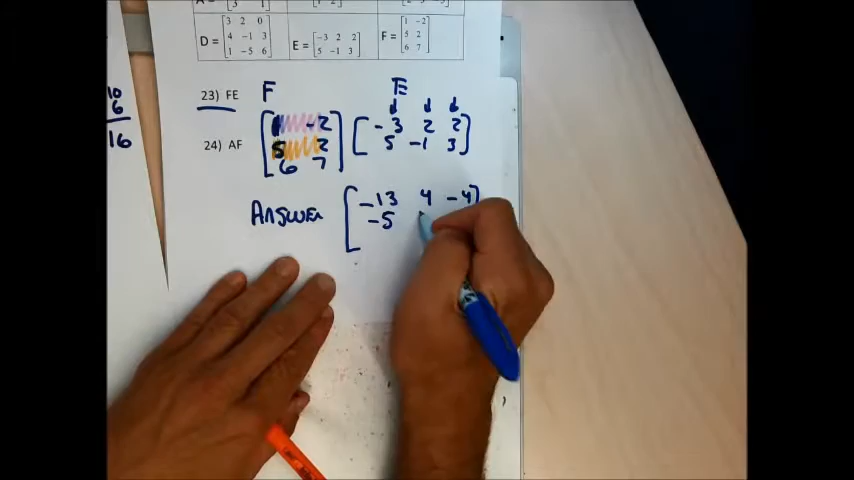 10
6
16
D = [3 2 0
4 -1 3
1 -5 6]
E = [-3 2 2
5 -1 3]
F = [1 -2
5 2
6 7]
23) FE
F E
[1 -2
5 2
6 7]
[-3 2 2
5 -1 3]
24) AF
ANSWER [-13 4 -4]
-5